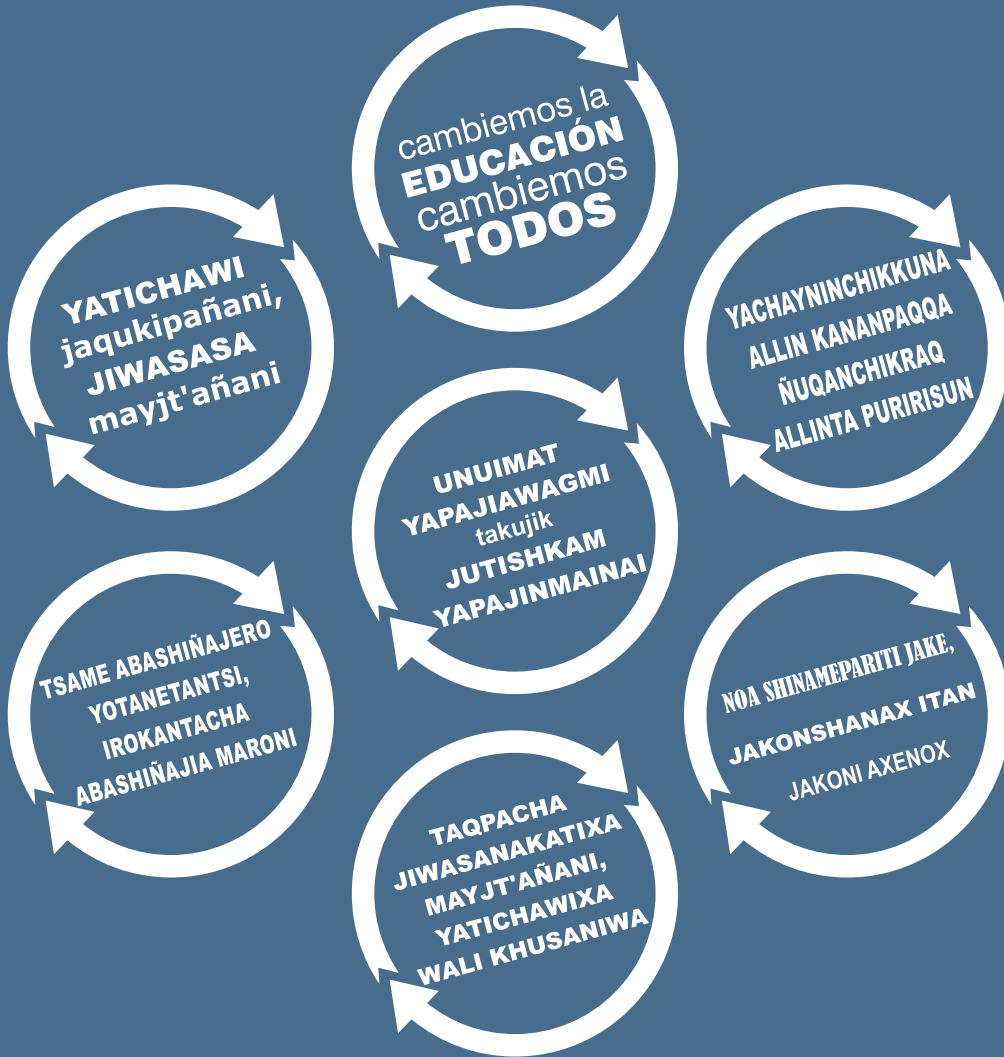 cambiemos la
EDUCACIÓN
cambiemos
TODOS
YATICHAWI
jaqukipañani,
JIWASASA
mayjt'añani
YACHAYNINCHIKKUNA
ALLIN KANANPAQQA
ÑUQANCHIKRAQ
ALLINTA PURIRISUN
UNUIMAT
YAPAJIAWAGMI
takujik
JUTISHKAM
YAPAJINMAINAI
TSAME ABASHIÑAJERO
YOTANETANTSI,
IROKANTACHA
ABASHIÑAJIA MARONI
NOA SHINAMEPARITI JAKE,
JAKONSHANAX ITAN
JAKONI AXENOX
TAQPACHA
JIWASANAKATIXA
MAYJT'AÑANI,
YATICHAWIXA
WALI KHUSANIWA